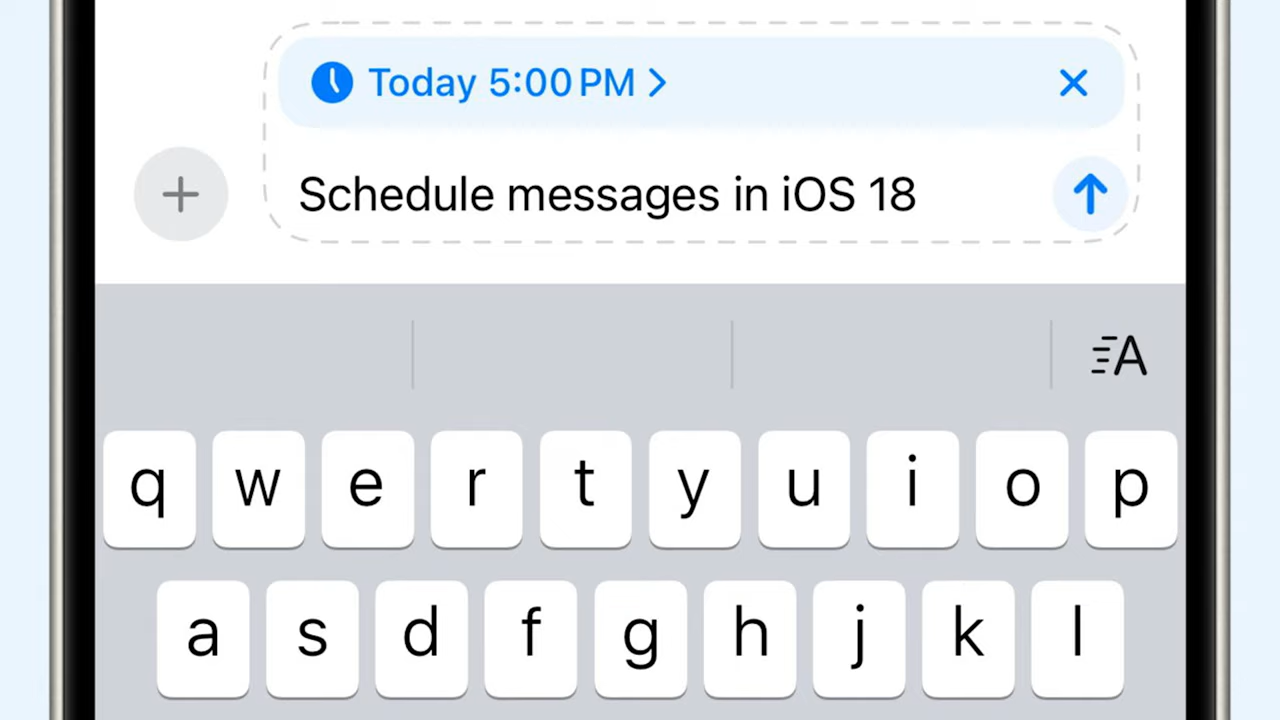 Today 5:00 PM
Schedule messages in iOS 18
A
q w e r t y u i o p
a s d f g h j k l